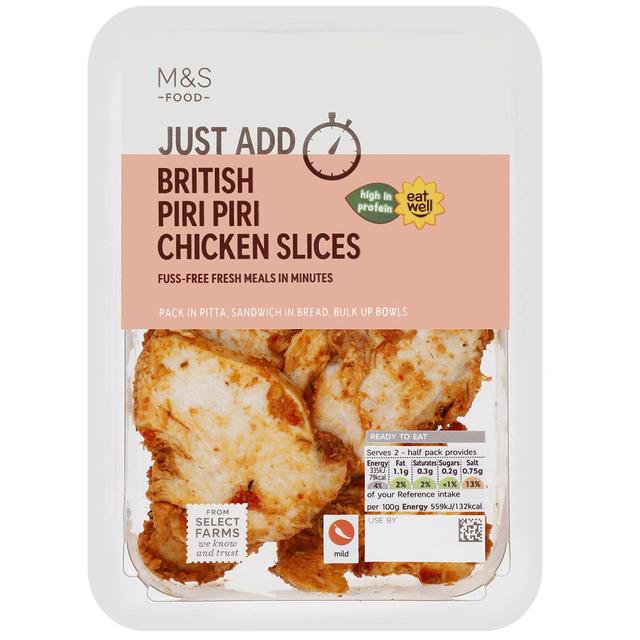 M&S
-FOOD-
JUST ADD
BRITISH
PIRI PIRI
CHICKEN SLICES
high in
protein
eat
well
FUSS-FREE FRESH MEALS IN MINUTES
PACK IN PITTA, SANDWICH IN BREAD, BULK UP BOWLS
READY TO EAT
Serves 2 - half pack provides
Energy Fat Saturates Sugars Salt
335kJ 1.1g 0.3g 0.2g 0.75g
79kcal
4% 2% 2% <1% 13%
of your Reference intake
per 100g Energy 559kJ/132kcal
USE BY
FROM
SELECT
FARMS
we know
and trust
mild